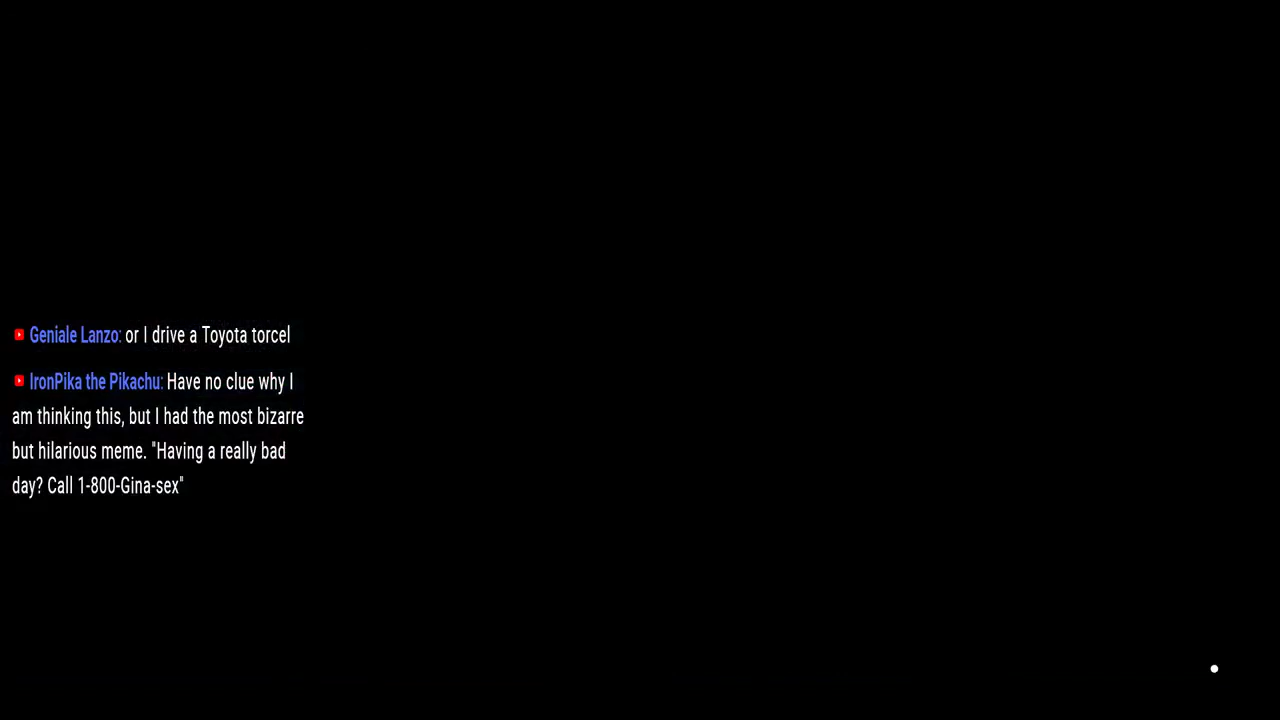 Geniale Lanzo: or I drive a Toyota torcel
IronPika the Pikachu: Have no clue why I
am thinking this, but I had the most bizarre
but hilarious meme. "Having a really bad
day? Call 1-800-Gina-sex"